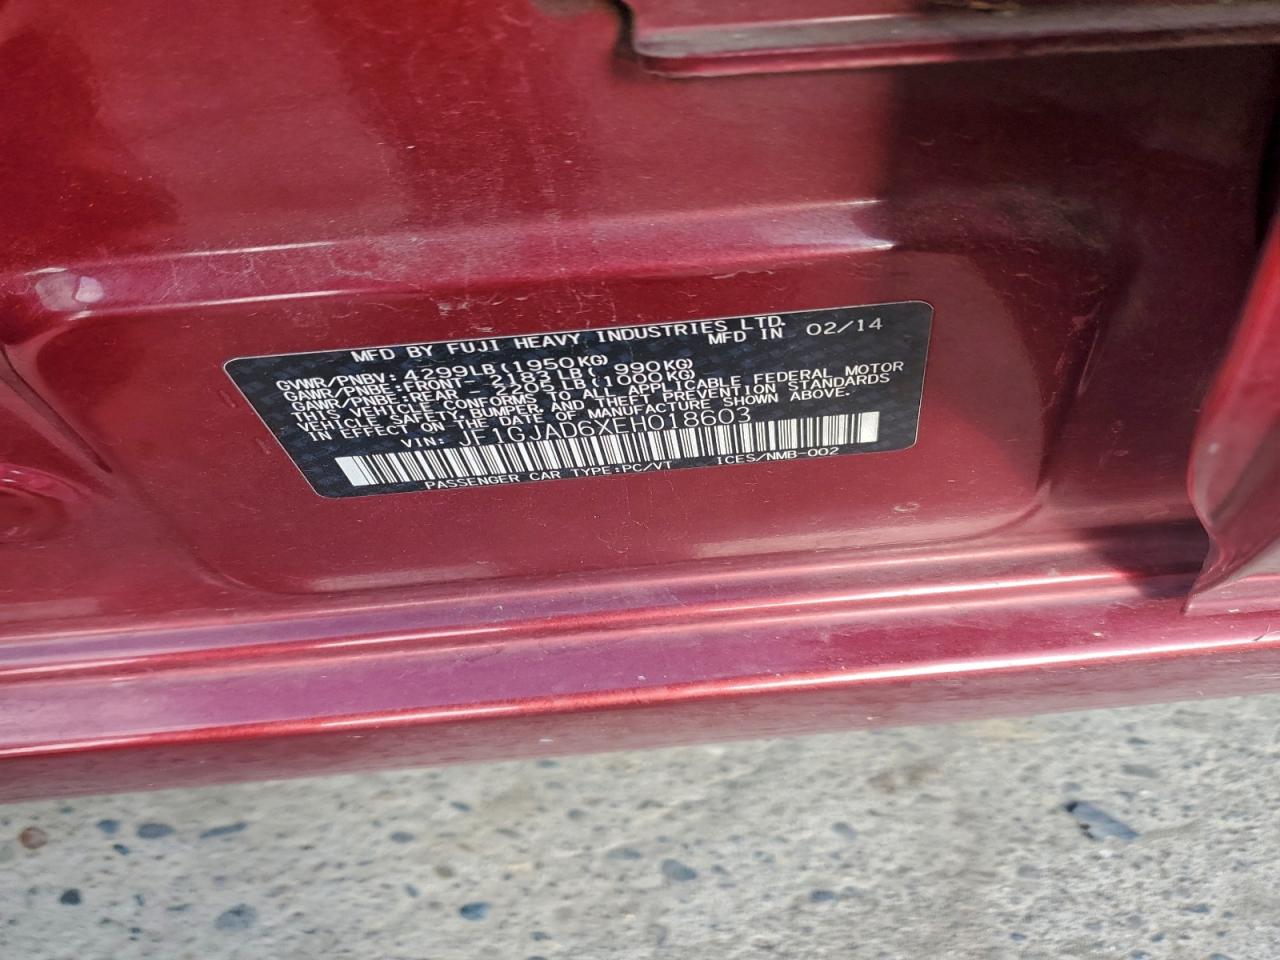 MFD BY FUJI HEAVY INDUSTRIES LTD.
MFD IN 02/14
GVWR/PNBV: 4299LB(1950KG)
GAWR/PNBE:FRONT- 2183LB( 990KG)
GAWR/PNBE:REAR - 2205LB(1000KG)
THIS VEHICLE CONFORMS TO ALL APPLICABLE FEDERAL MOTOR
VEHICLE SAFETY,BUMPER, AND THEFT PREVENTION STANDARDS
IN EFFECT ON THE DATE OF MANUFACTURE SHOWN ABOVE.
VIN: JF1GJAD6XEH018603
PASSENGER CAR TYPE:PC/VT ICES/NMB-002